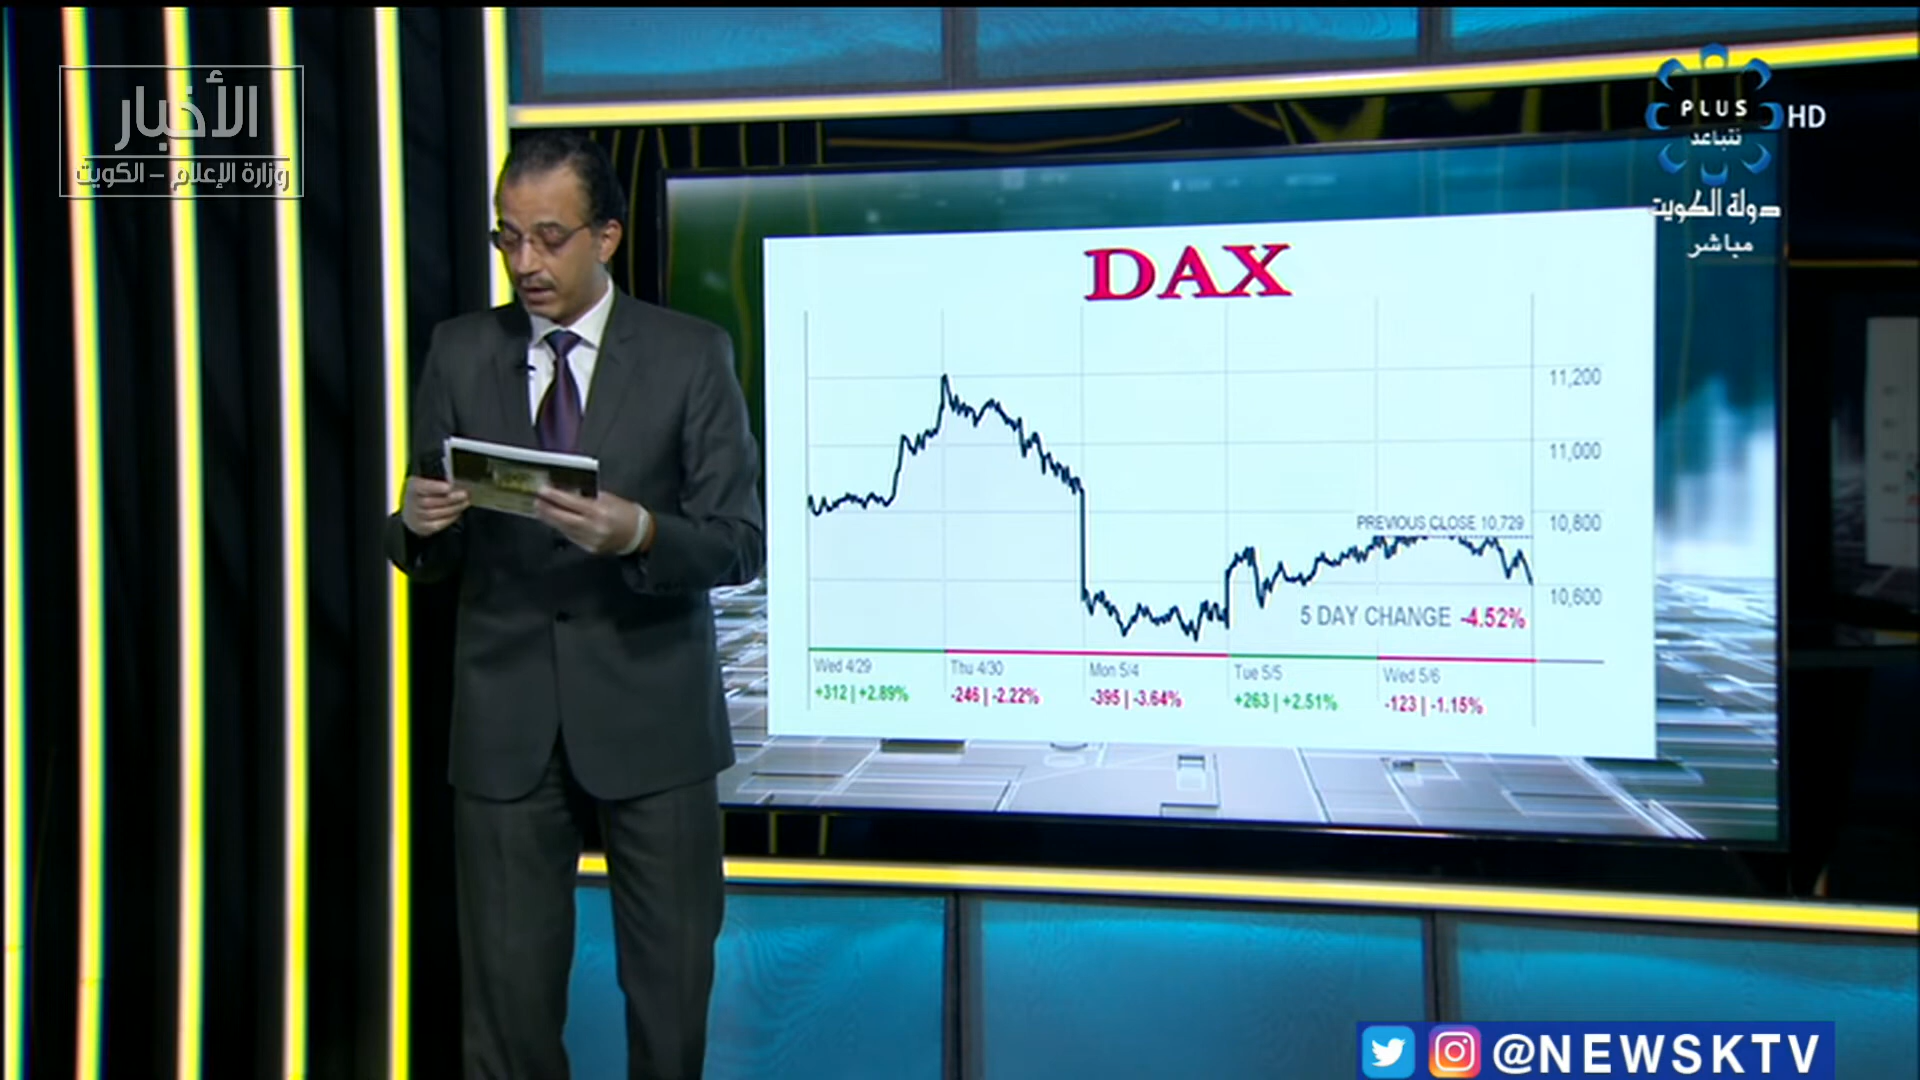 الأخبار
وزارة الإعلام – الكويت
PLUS
نتباعد
HD
دولة الكويت
مباشر
DAX
11,200
11,000
PREVIOUS CLOSE 10,729
10,800
10,600
5 DAY CHANGE -4.52%
Wed 4/29
+312 | +2.89%
Thu 4/30
-246 | -2.22%
Mon 5/4
-395 | -3.64%
Tue 5/5
+263 | +2.51%
Wed 5/6
-123 | -1.15%
@NEWSKTV